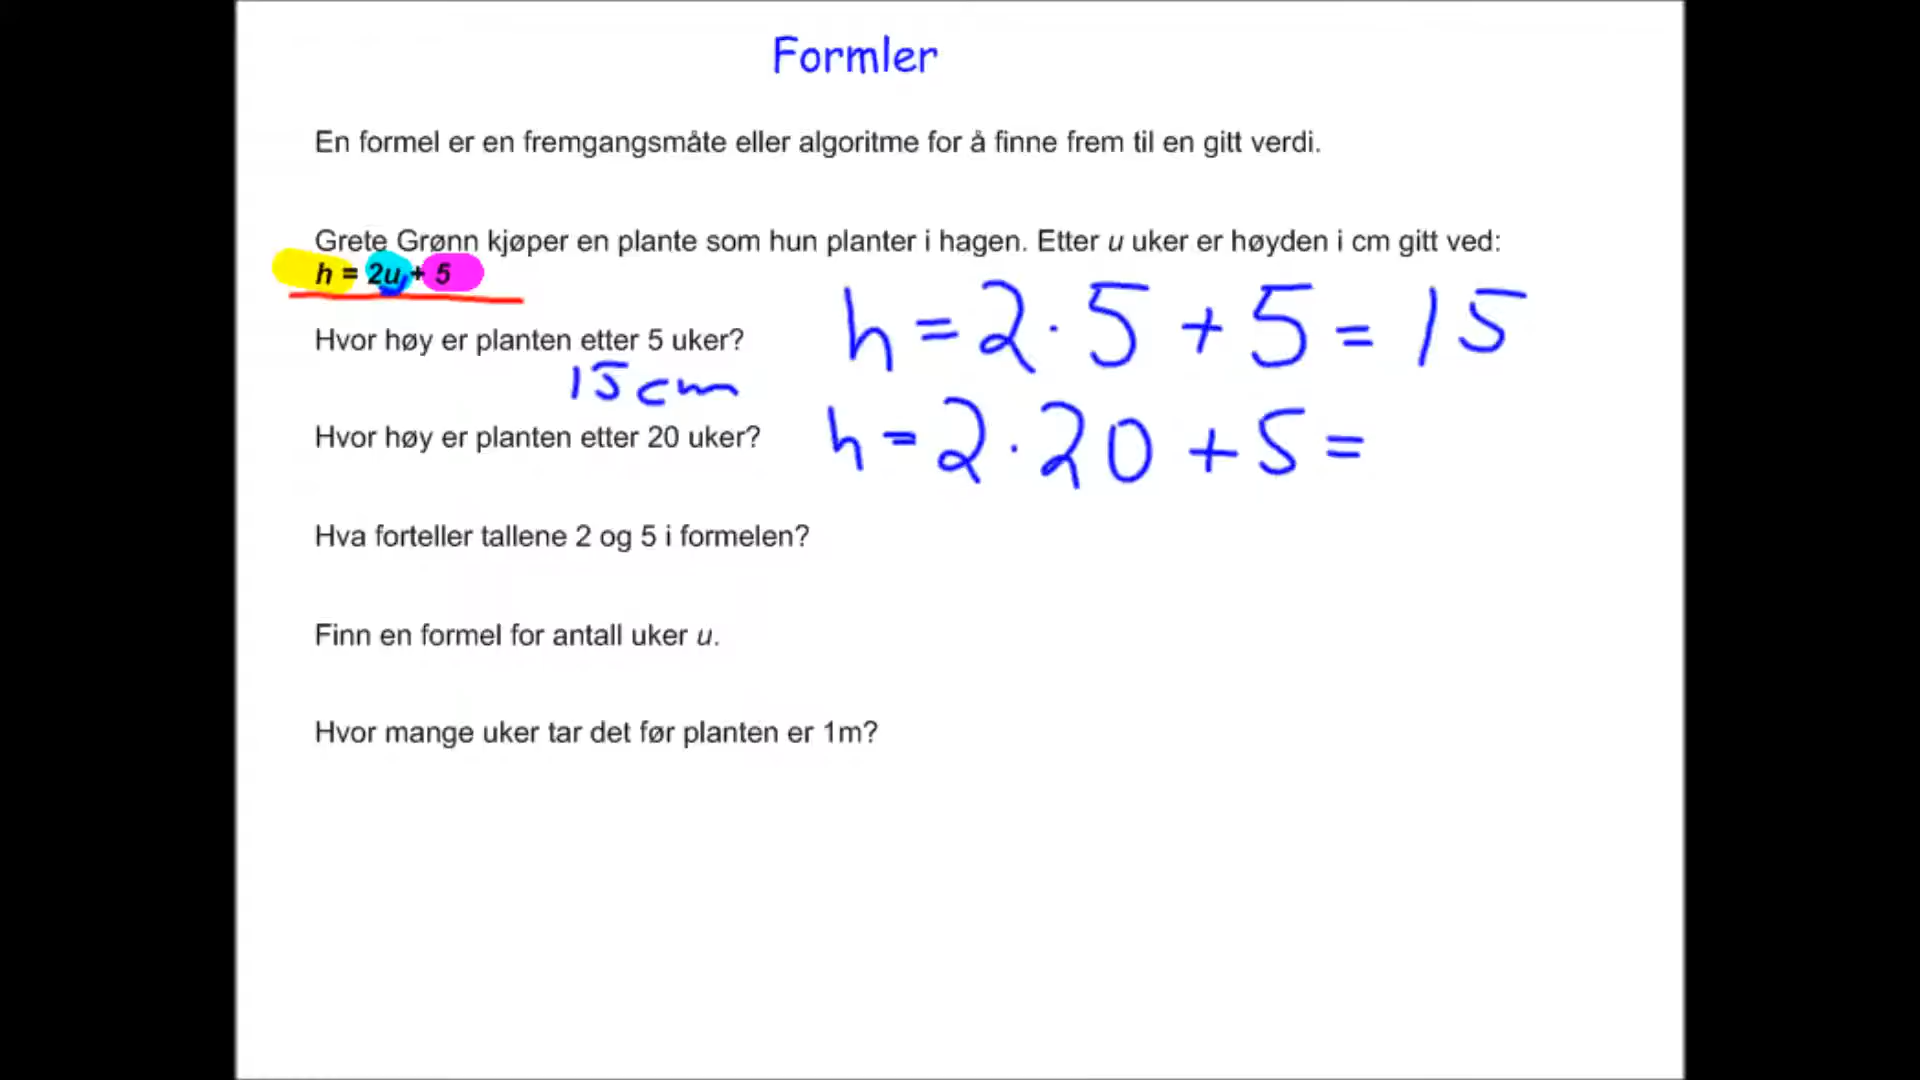 Formler
En formel er en fremgangsmåte eller algoritme for å finne frem til en gitt verdi.
Grete Grønn kjøper en plante som hun planter i hagen. Etter u uker er høyden i cm gitt ved:
h = 2u + 5
h = 2 · 5 + 5 = 15
Hvor høy er planten etter 5 uker?
15 cm
Hvor høy er planten etter 20 uker?
h = 2 · 20 + 5 =
Hva forteller tallene 2 og 5 i formelen?
Finn en formel for antall uker u.
Hvor mange uker tar det før planten er 1m?